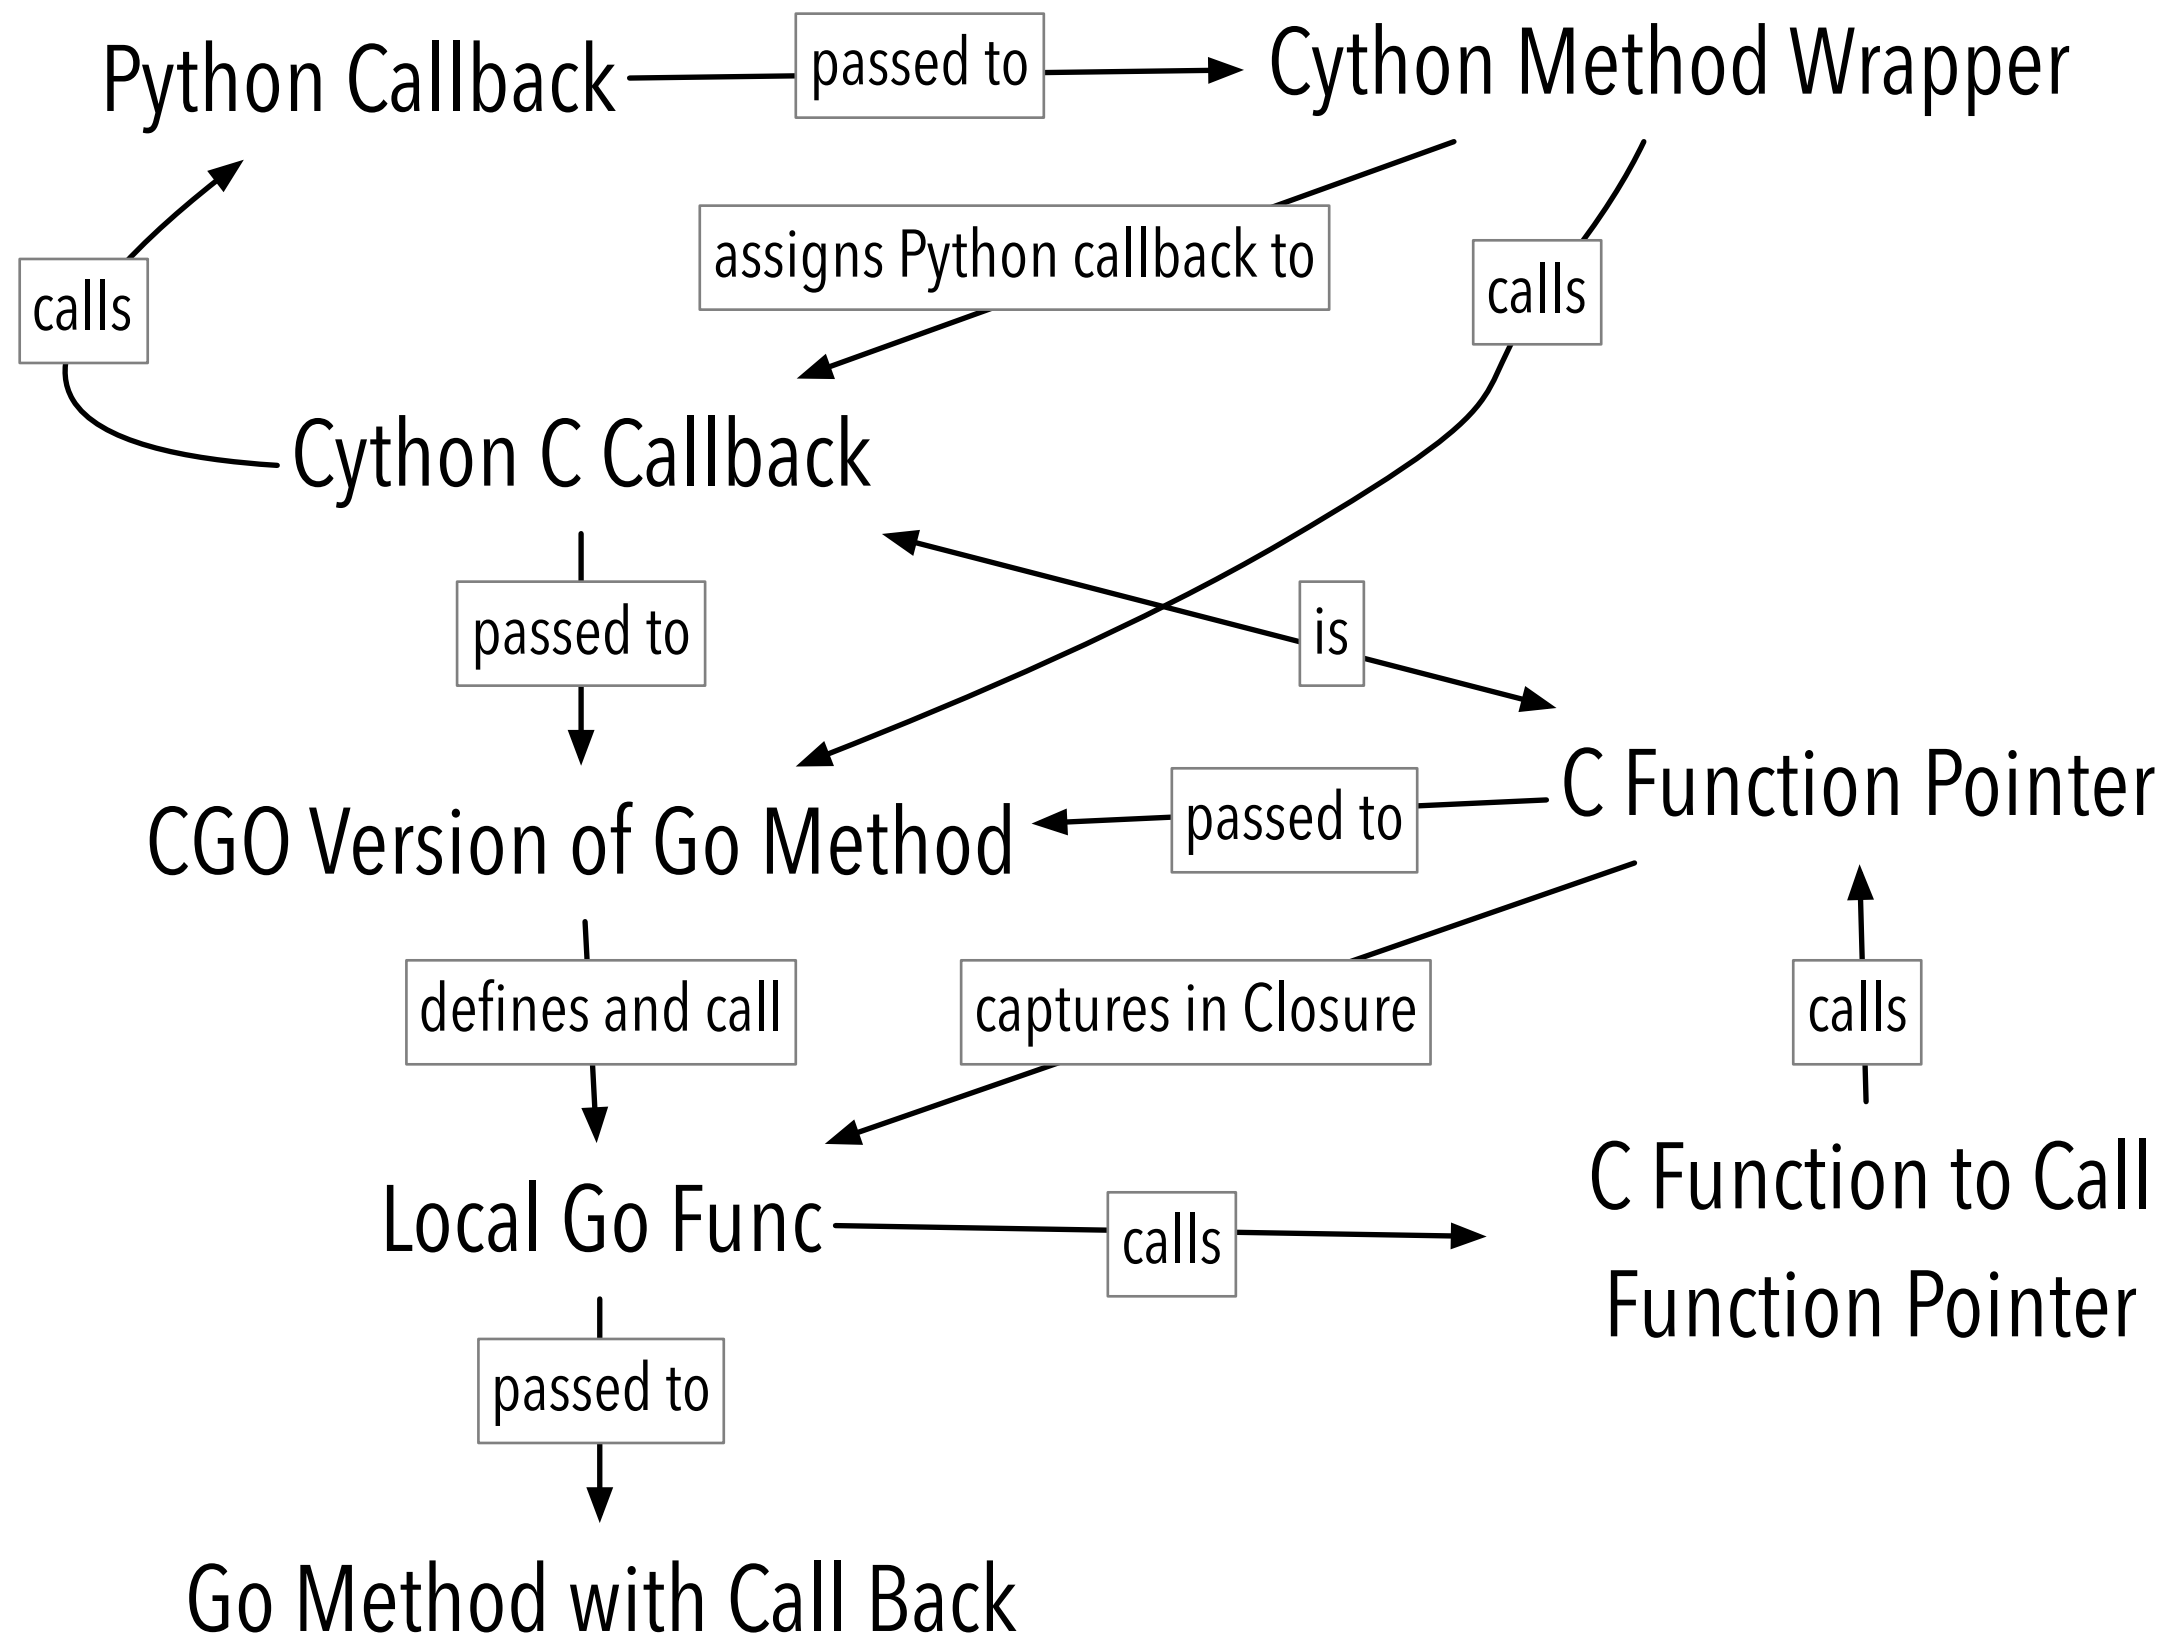 Python Callback
passed to
Cython Method Wrapper
assigns Python callback to
calls
calls
Cython C Callback
passed to
is
C Function Pointer
passed to
CGO Version of Go Method
defines and call
captures in Closure
calls
C Function to Call
Function Pointer
Local Go Func
calls
passed to
Go Method with Call Back